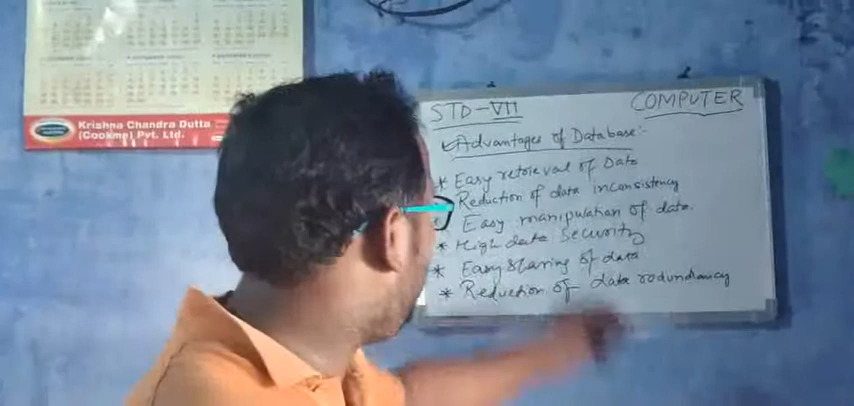 Krishna Chandra Dutta
(Cookme) Pvt. Ltd.
STD-VII
COMPUTER
Advantages of Database:-
* Easy retrieval of Data
Reduction of data inconsistency
Easy manipulation of data.
* High data security
* Easy sharing of data
* Reduction of data redundancy